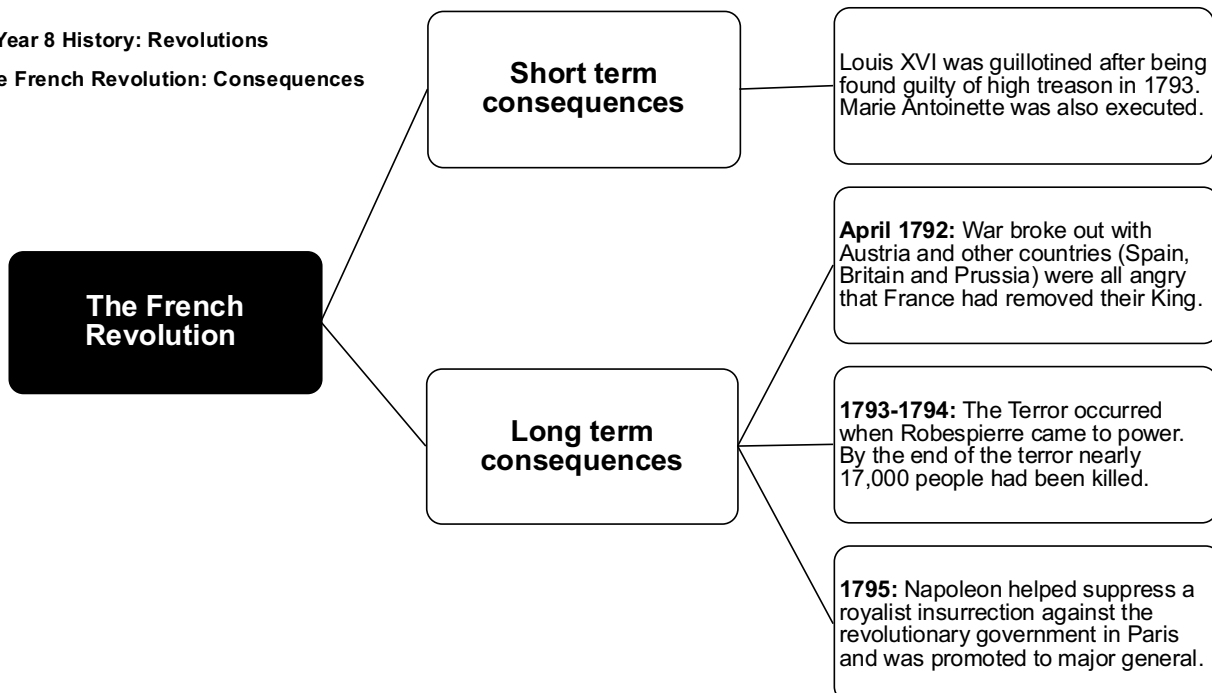 Year 8 History: Revolutions
e French Revolution: Consequences
Short term
consequences
Louis XVI was guillotined after being
found guilty of high treason in 1793.
Marie Antoinette was also executed.
The French
Revolution
Long term
consequences
April 1792: War broke out with
Austria and other countries (Spain,
Britain and Prussia) were all angry
that France had removed their King.
1793-1794: The Terror occurred
when Robespierre came to power.
By the end of the terror nearly
17,000 people had been killed.
1795: Napoleon helped suppress a
royalist insurrection against the
revolutionary government in Paris
and was promoted to major general.